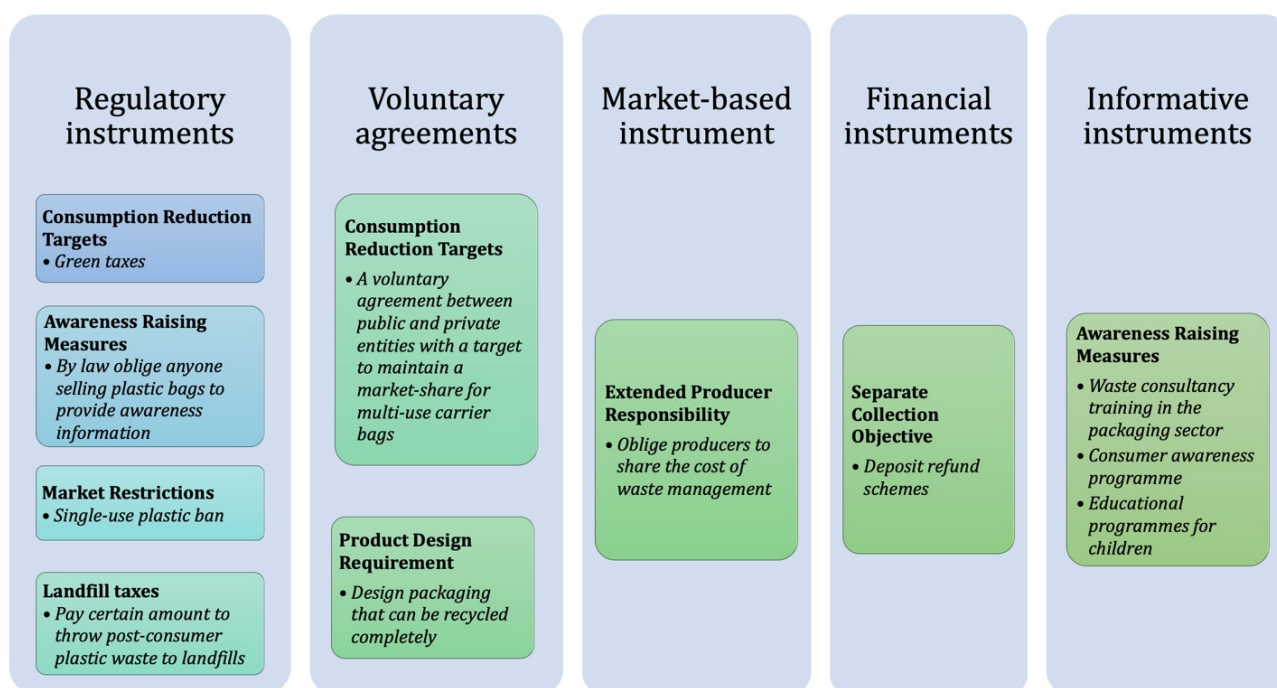 Regulatory
instruments
Consumption Reduction
Targets
• Green taxes
Awareness Raising
Measures
• By law oblige anyone
selling plastic bags to
provide awareness
information
Market Restrictions
• Single-use plastic ban
Landfill taxes
• Pay certain amount to
throw post-consumer
plastic waste to landfills
Voluntary
agreements
Consumption
Reduction Targets
• A voluntary
agreement between
public and private
entities with a target
to maintain a
market-share for
multi-use carrier
bags
Product Design
Requirement
• Design packaging
that can be recycled
completely
Market-based
instrument
Extended Producer
Responsibility
• Oblige producers to
share the cost of
waste management
Financial
instruments
Separate
Collection
Objective
• Deposit refund
schemes
Informative
instruments
Awareness Raising
Measures
• Waste consultancy
training in the
packaging sector
• Consumer awareness
programme
• Educational
programmes for
children